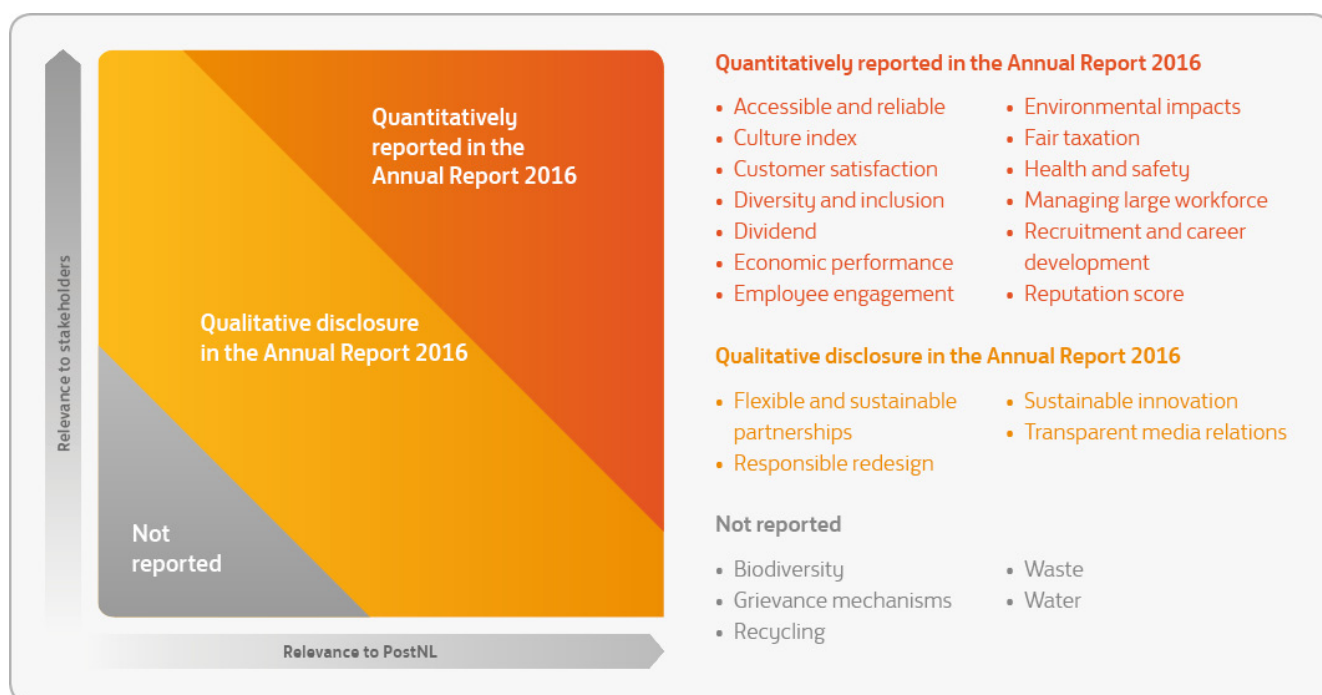 Relevance to stakeholders
Quantitatively
reported in the
Annual Report 2016
Qualitative disclosure
in the Annual Report 2016
Not
reported
Relevance to PostNL
Quantitatively reported in the Annual Report 2016
• Accessible and reliable
• Culture index
• Customer satisfaction
• Diversity and inclusion
• Dividend
• Economic performance
• Employee engagement
• Environmental impacts
• Fair taxation
• Health and safety
• Managing large workforce
• Recruitment and career
development
• Reputation score
Qualitative disclosure in the Annual Report 2016
• Flexible and sustainable
partnerships
• Responsible redesign
• Sustainable innovation
• Transparent media relations
Not reported
• Biodiversity
• Grievance mechanisms
• Recycling
• Waste
• Water